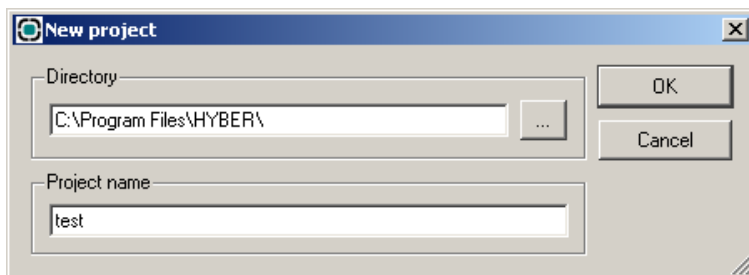 New project
Directory
C:\Program Files\HYBER\
...
OK
Cancel
Project name
test